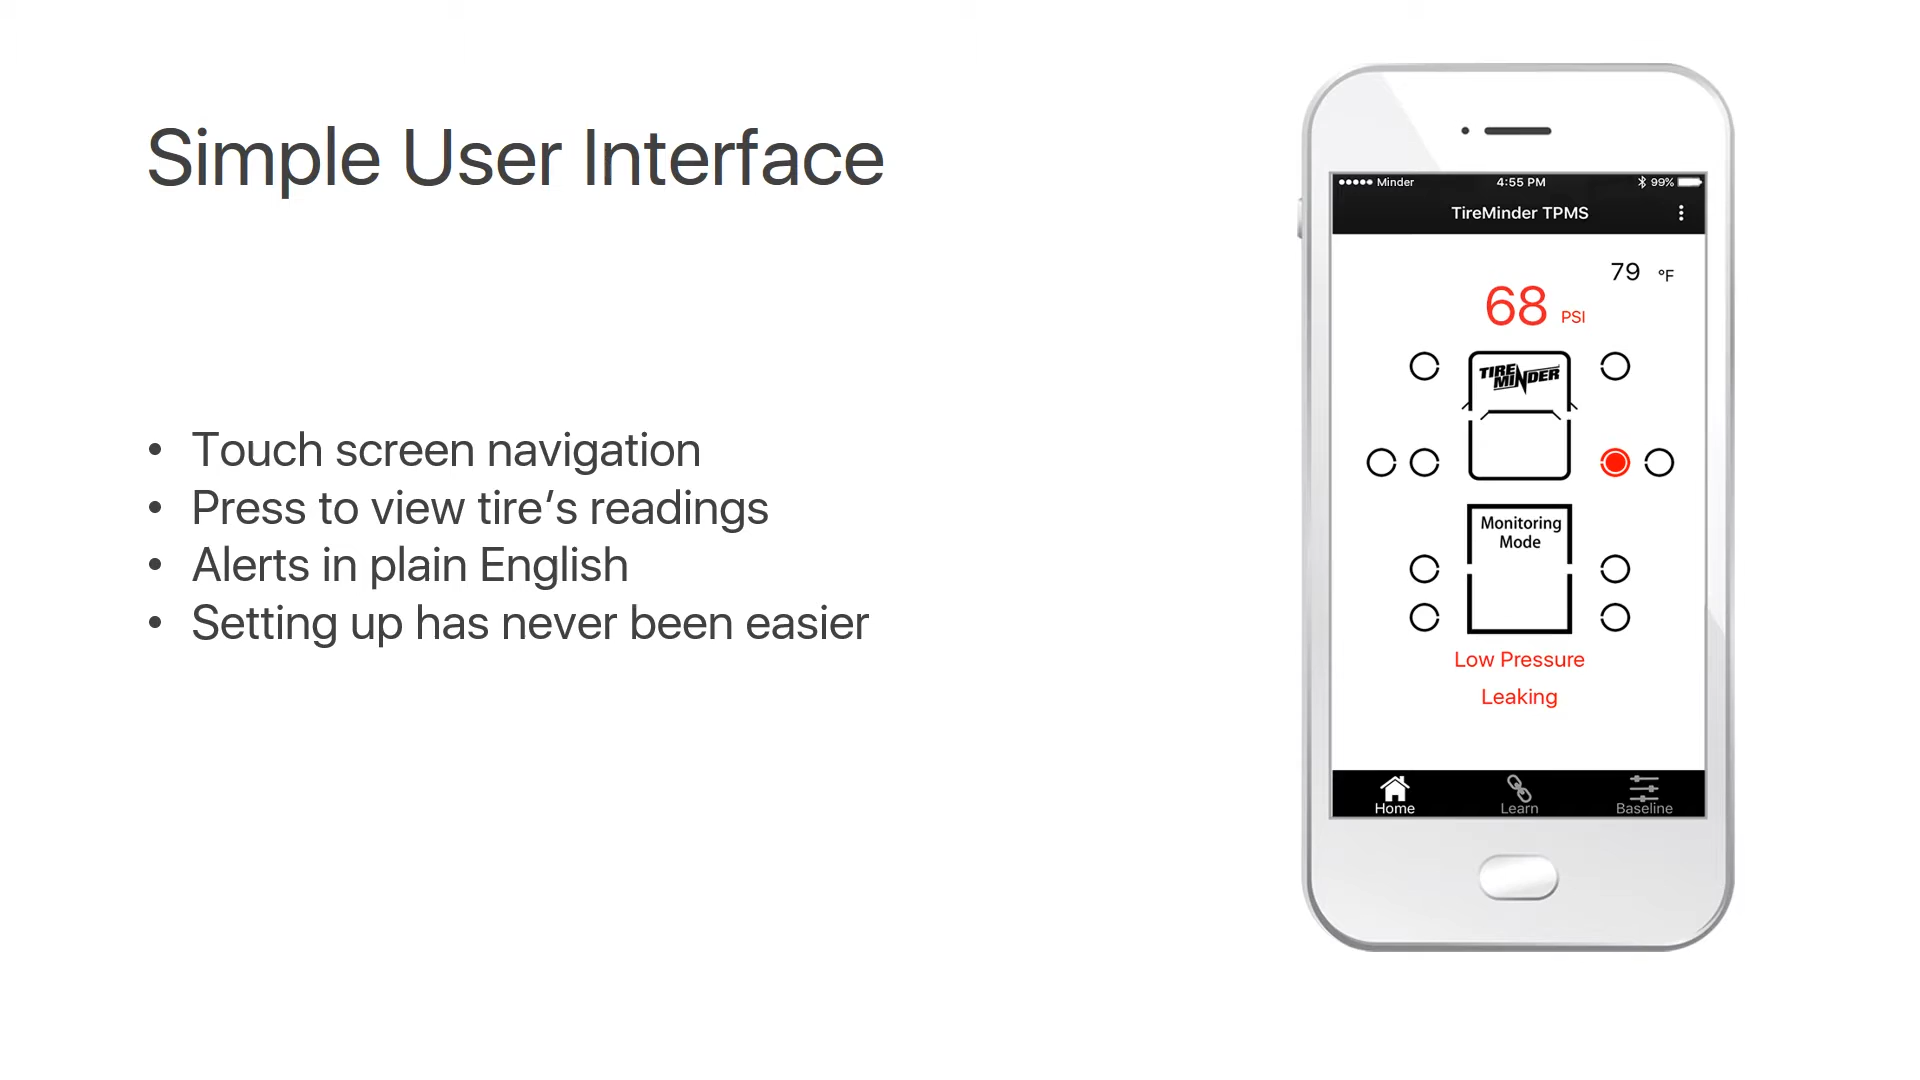 Simple User Interface
• Touch screen navigation
• Press to view tire’s readings
• Alerts in plain English
• Setting up has never been easier
Minder 4:55 PM 99%
TireMinder TPMS
79 °F
68 PSI
TIRE
MINDER
Monitoring
Mode
Low Pressure
Leaking
Home Learn Baseline